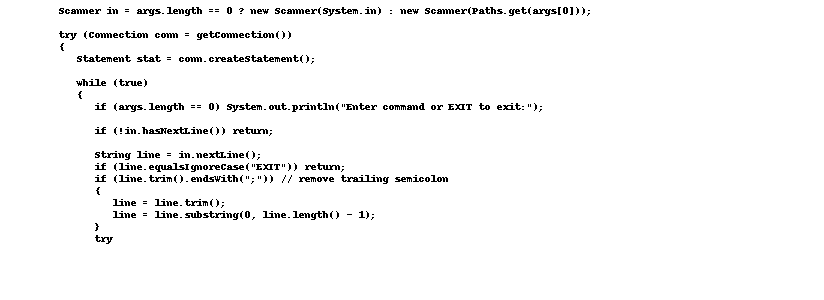 Scanner in = args.length == 0 ? new Scanner(System.in) : new Scanner(Paths.get(args[0]));
try (Connection conn = getConnection())
{
Statement stat = conn.createStatement();
while (true)
{
if (args.length == 0) System.out.println("Enter command or EXIT to exit:");
if (!in.hasNextLine()) return;
String line = in.nextLine();
if (line.equalsIgnoreCase("EXIT")) return;
if (line.trim().endsWith(";")) // remove trailing semicolon
{
line = line.trim();
line = line.substring(0, line.length() - 1);
}
try